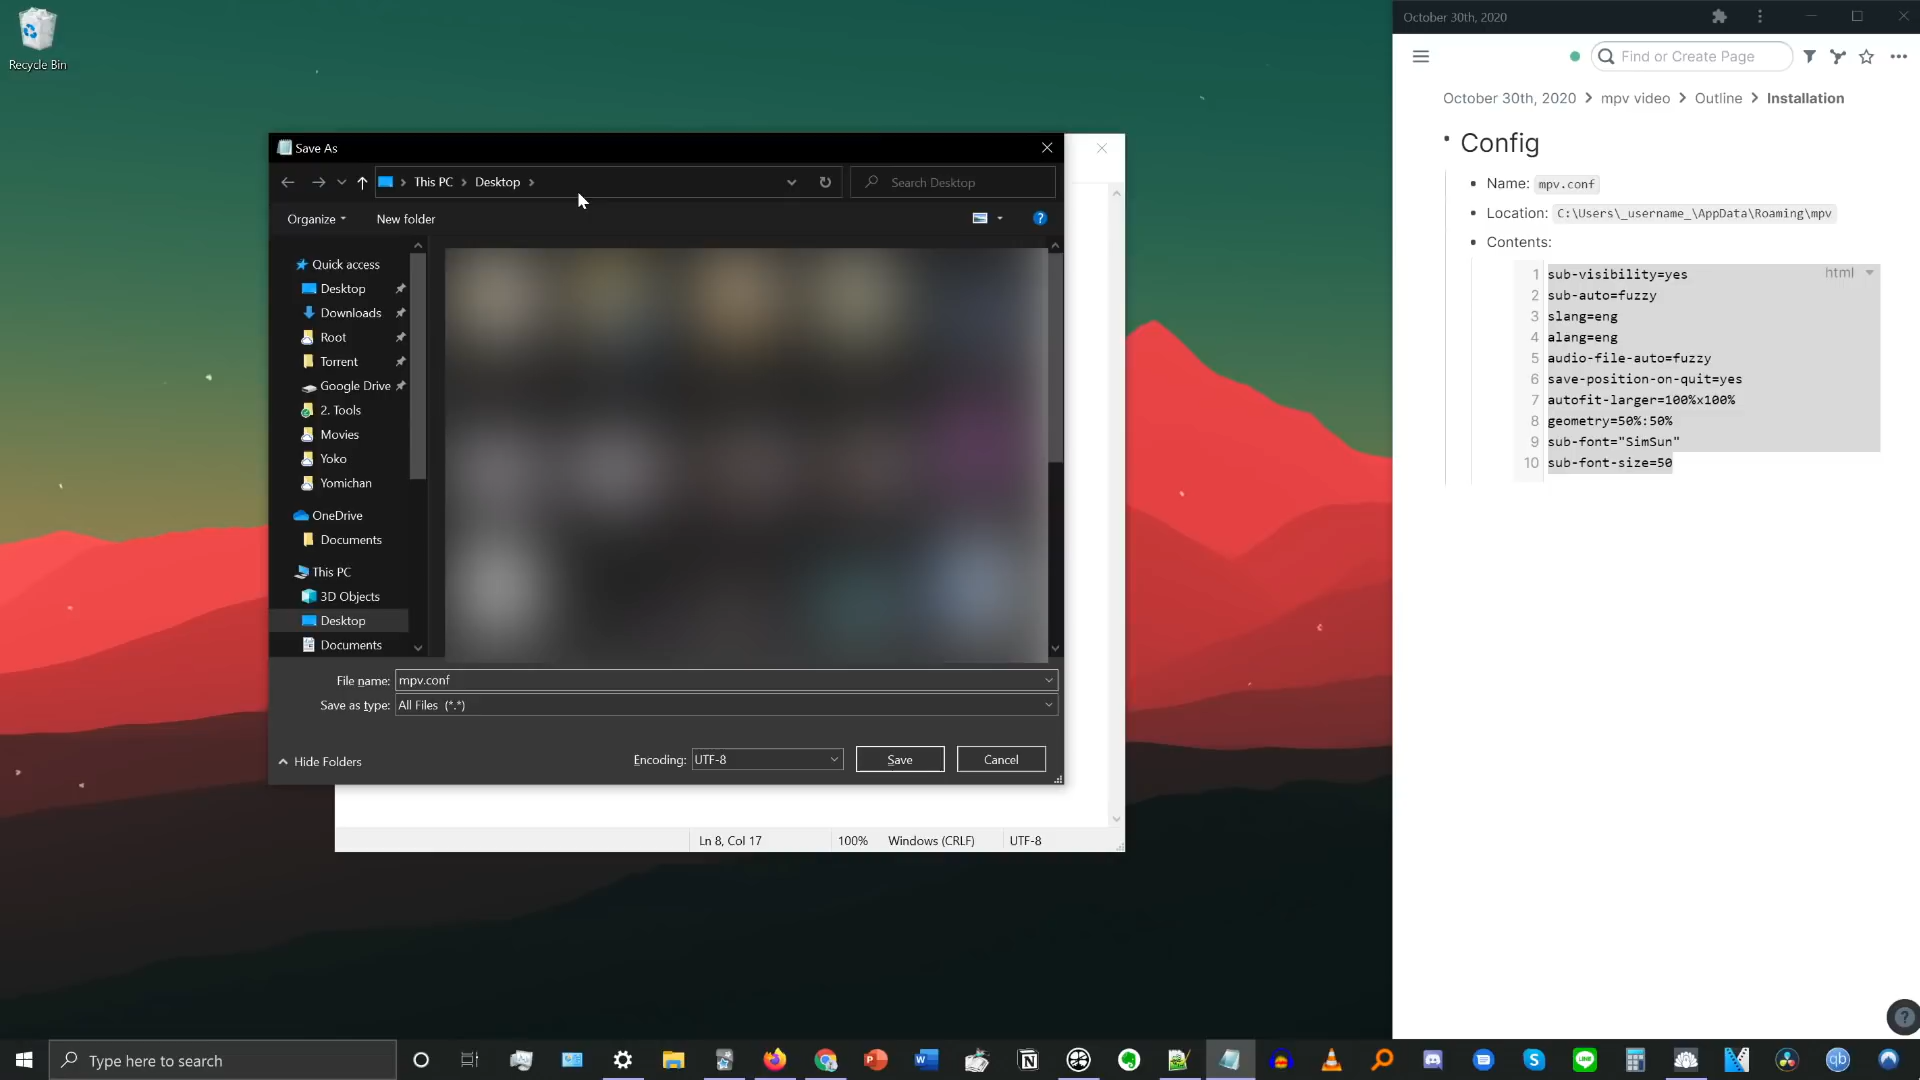 Recycle Bin
Save As
This PC
Desktop
Search Desktop
Organize
New folder
Quick access
Desktop
Downloads
Root
Torrent
Google Drive
2. Tools
Movies
Yoko
Yomichan
OneDrive
Documents
This PC
3D Objects
Desktop
Documents
File name: mpv.conf
Save as type: All Files (*.*)
Hide Folders
Encoding: UTF-8
Save
Cancel
Ln 8, Col 17
100%
Windows (CRLF)
UTF-8
October 30th, 2020
Find or Create Page
October 30th, 2020 > mpv video > Outline > Installation
Config
Name: mpv.conf
Location: C:\Users\_username_\AppData\Roaming\mpv
Contents:
html
1 sub-visibility=yes
2 sub-auto=fuzzy
3 slang=eng
4 alang=eng
5 audio-file-auto=fuzzy
6 save-position-on-quit=yes
7 autofit-larger=100%x100%
8 geometry=50%:50%
9 sub-font="SimSun"
10 sub-font-size=50
Type here to search